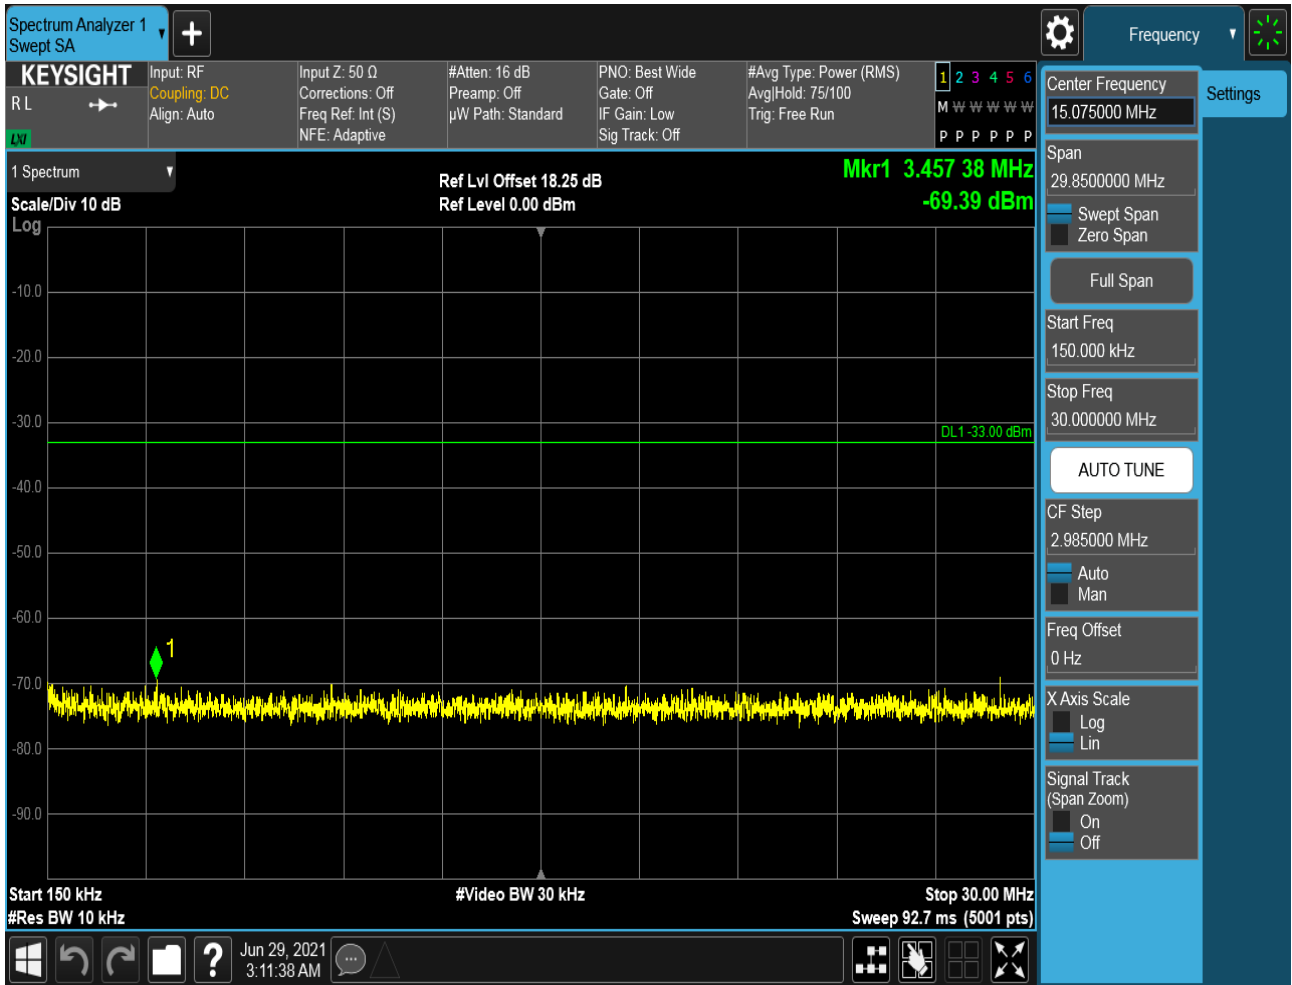 Spectrum Analyzer 1
Swept SA
Frequency
KEYSIGHT
R L
LXI
Input: RF
Coupling: DC
Align: Auto
Input Z: 50 Ω
Corrections: Off
Freq Ref: Int (S)
NFE: Adaptive
#Atten: 16 dB
Preamp: Off
µW Path: Standard
PNO: Best Wide
Gate: Off
IF Gain: Low
Sig Track: Off
#Avg Type: Power (RMS)
Avg|Hold: 75/100
Trig: Free Run
1 2 3 4 5 6
M W W W W W
P P P P P P
1 Spectrum
Scale/Div 10 dB
Log
Ref Lvl Offset 18.25 dB
Ref Level 0.00 dBm
Mkr1 3.457 38 MHz
-69.39 dBm
-10.0
-20.0
-30.0
DL1 -33.00 dBm
-40.0
-50.0
-60.0
1
-70.0
-80.0
-90.0
Start 150 kHz
#Video BW 30 kHz
Stop 30.00 MHz
#Res BW 10 kHz
Sweep 92.7 ms (5001 pts)
Jun 29, 2021
3:11:38 AM
Center Frequency
15.075000 MHz
Settings
Span
29.8500000 MHz
Swept Span
Zero Span
Full Span
Start Freq
150.000 kHz
Stop Freq
30.000000 MHz
AUTO TUNE
CF Step
2.985000 MHz
Auto
Man
Freq Offset
0 Hz
X Axis Scale
Log
Lin
Signal Track
(Span Zoom)
On
Off